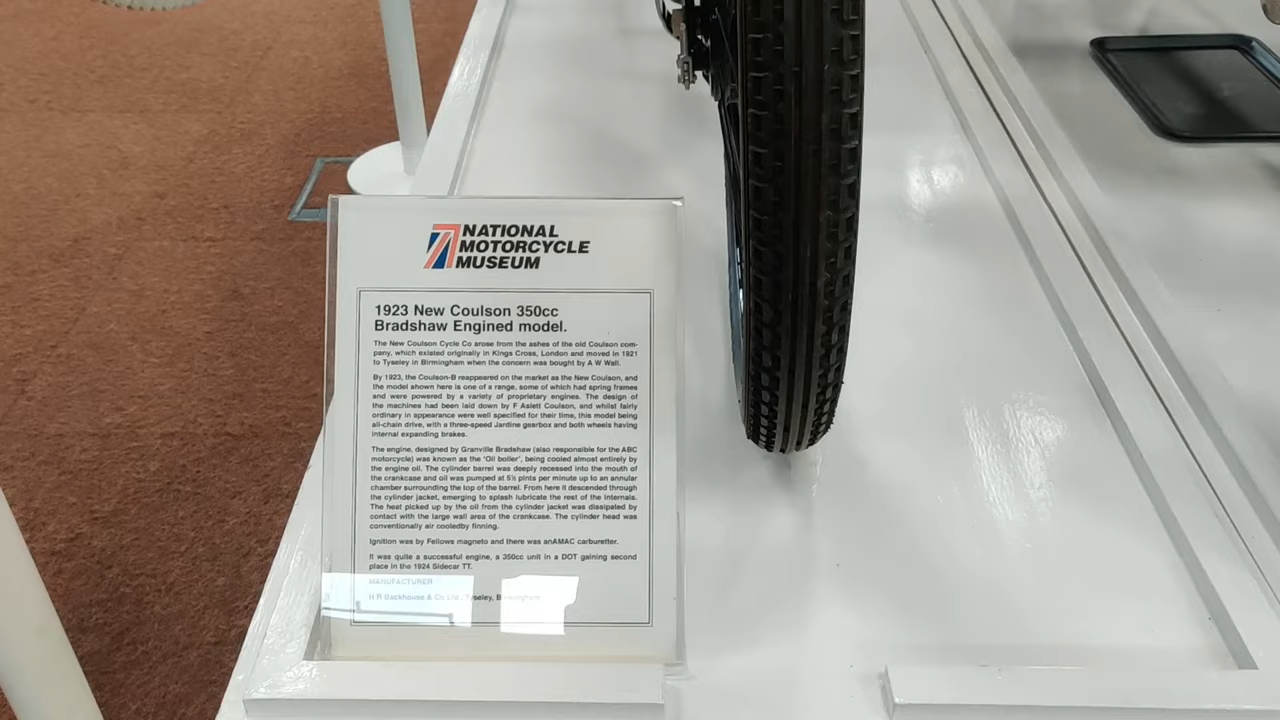 NATIONAL
MOTORCYCLE
MUSEUM
1923 New Coulson 350cc
Bradshaw Engined model.
The New Coulson Cycle Co arose from the ashes of the old Coulson com-
pany, which existed originally in Kings Cross, London and moved in 1921
to Tyseley in Birmingham when the concern was bought by A W Wall.
By 1923, the Coulson-B reappeared on the market as the New Coulson, and
the model shown here is one of a range, some of which had spring frames
and were powered by a variety of proprietary engines. The design of
the machines had been laid down by F Aslett Coulson, and whilst fairly
ordinary in appearance were well specified for their time, this model being
all-chain drive, with a three-speed Jardine gearbox and both wheels having
internal expanding brakes.
The engine, designed by Granville Bradshaw (also responsible for the ABC
motorcycle) was known as the 'Oil boiler', being cooled almost entirely by
the engine oil. The cylinder barrel was deeply recessed into the mouth of
the crankcase and oil was pumped at 5½ pints per minute up to an annular
chamber surrounding the top of the barrel. From here it descended through
the cylinder jacket, emerging to splash lubricate the rest of the internals.
The heat picked up by the oil from the cylinder jacket was dissipated by
contact with the large wall area of the crankcase. The cylinder head was
conventionally air cooledby finning.
Ignition was by Fellows magneto and there was anAMAC carburetter.
It was quite a successful engine, a 350cc unit in a DOT gaining second
place in the 1924 Sidecar TT.
MANUFACTURER
H R Backhouse & Co Ltd., Tyseley, Birmingham